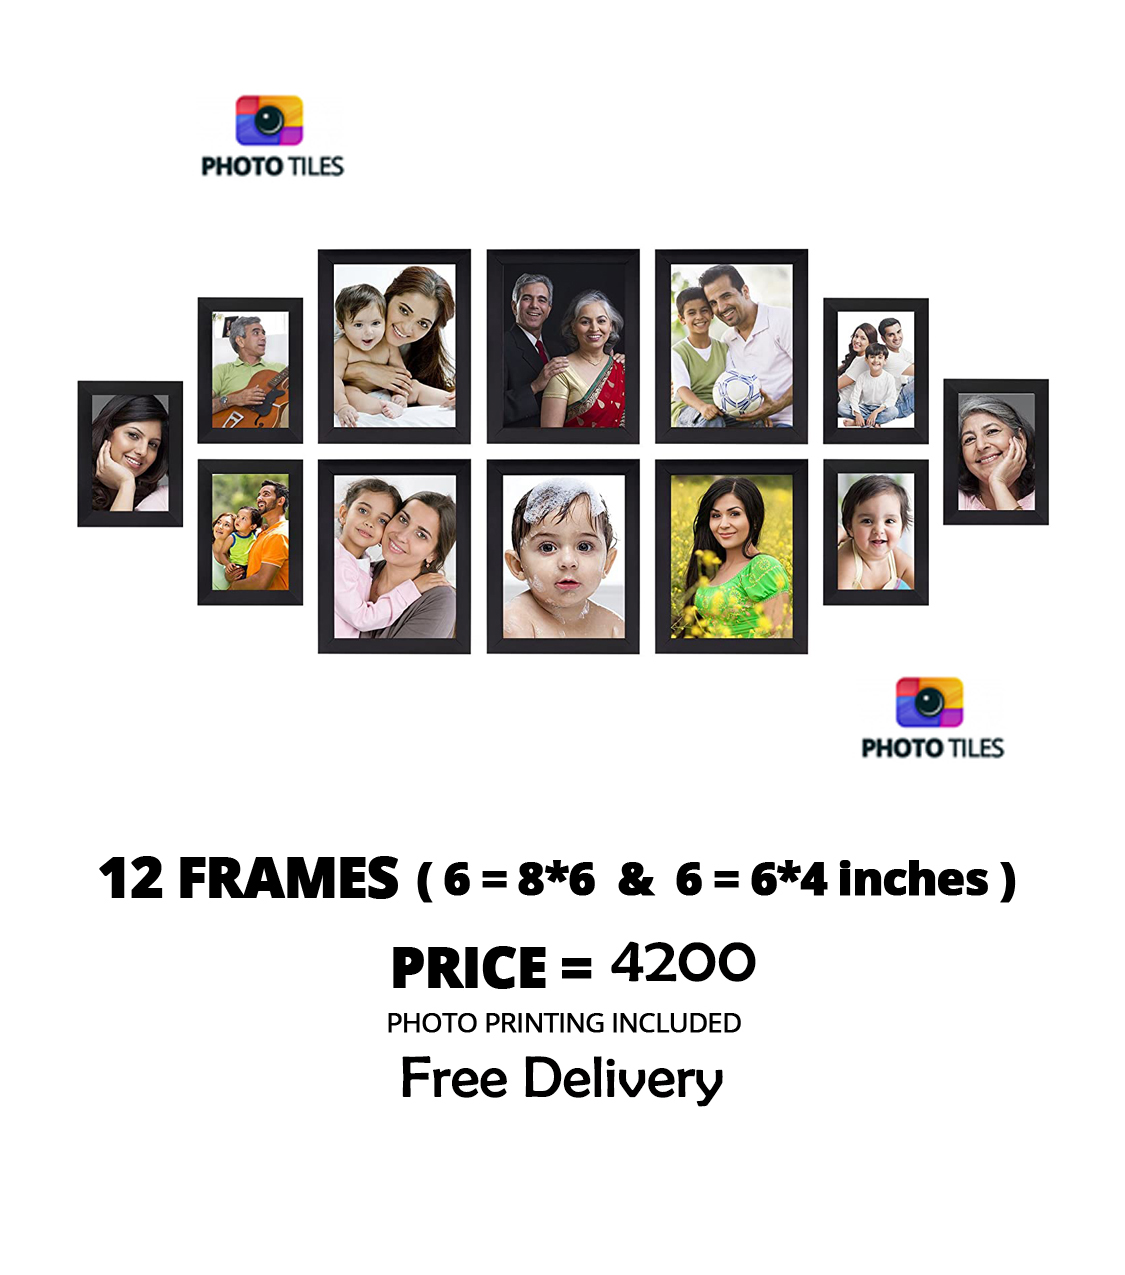 PHOTO TILES
PHOTO TILES
12 FRAMES ( 6 = 8*6 & 6 = 6*4 inches )
PRICE = 4200
PHOTO PRINTING INCLUDED
Free Delivery